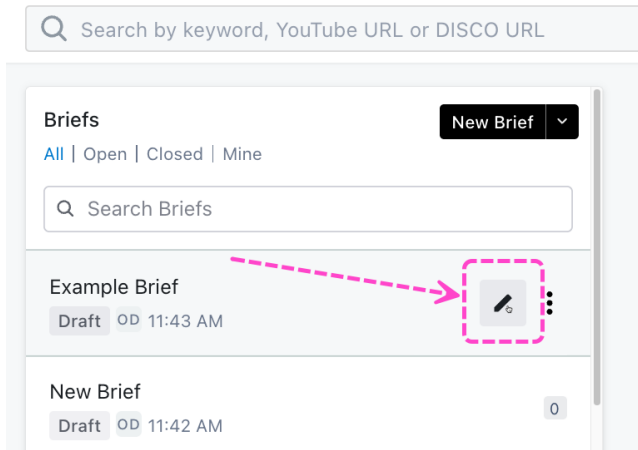 Search by keyword, YouTube URL or DISCO URL
Briefs
New Brief
All | Open | Closed | Mine
Search Briefs
Example Brief
Draft OD 11:43 AM
New Brief
0
Draft OD 11:42 AM